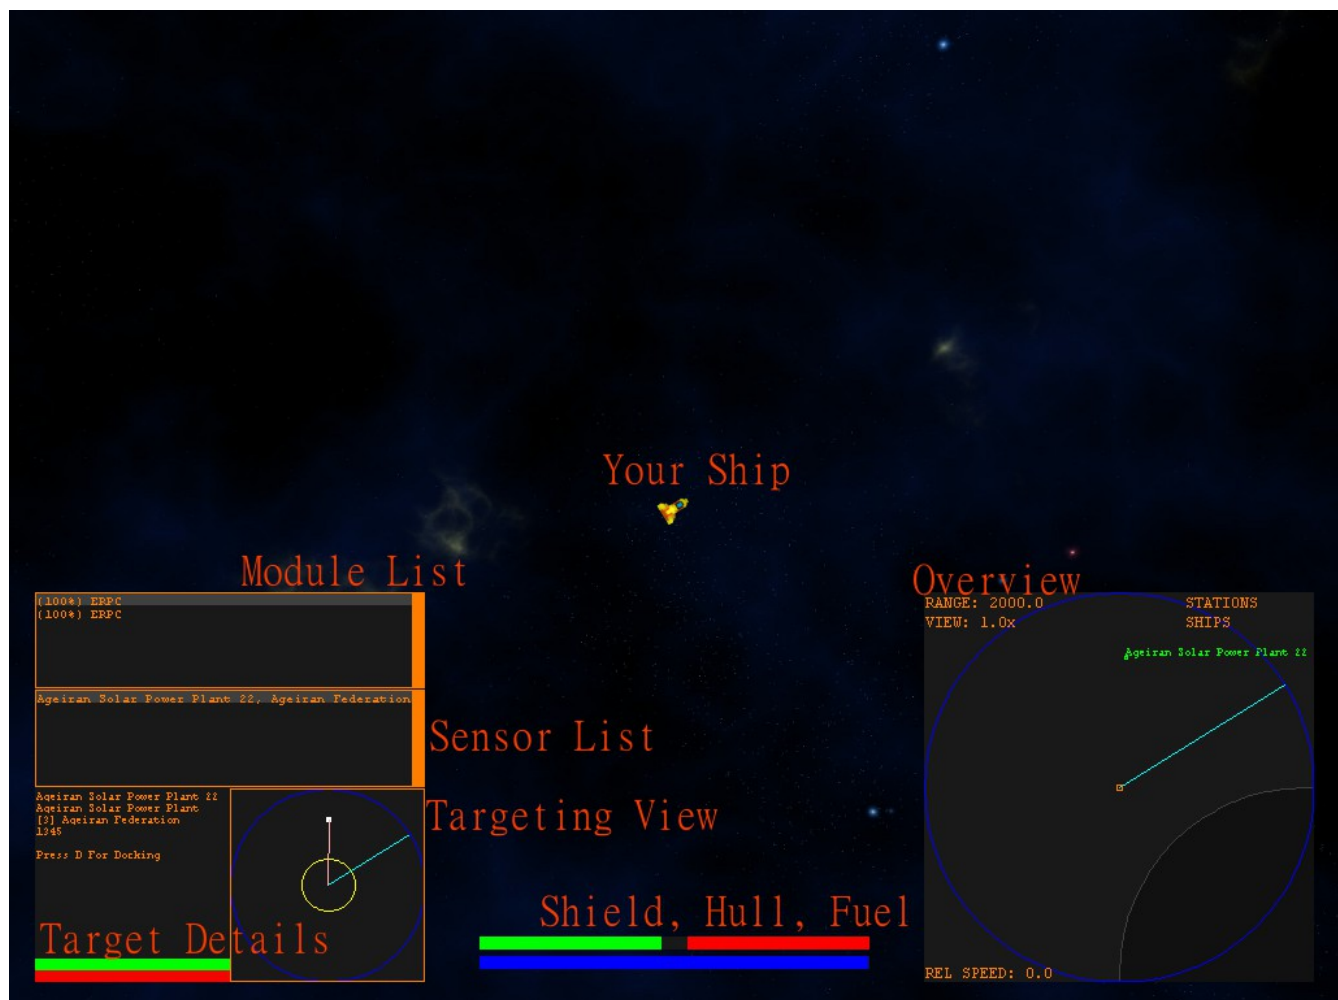 Your Ship
Module List
(100%) ERPC
(100%) ERPC
Ageiran Solar Power Plant 22, Ageiran Federation
Sensor List
Targeting View
Ageiran Solar Power Plant 22
Ageiran Solar Power Plant
[3] Ageiran Federation
1345
Press D For Docking
Target Details
Shield, Hull, Fuel
Overview
RANGE: 2000.0 STATIONS
VIEW: 1.0x SHIPS
Ageiran Solar Power Plant 22
REL SPEED: 0.0